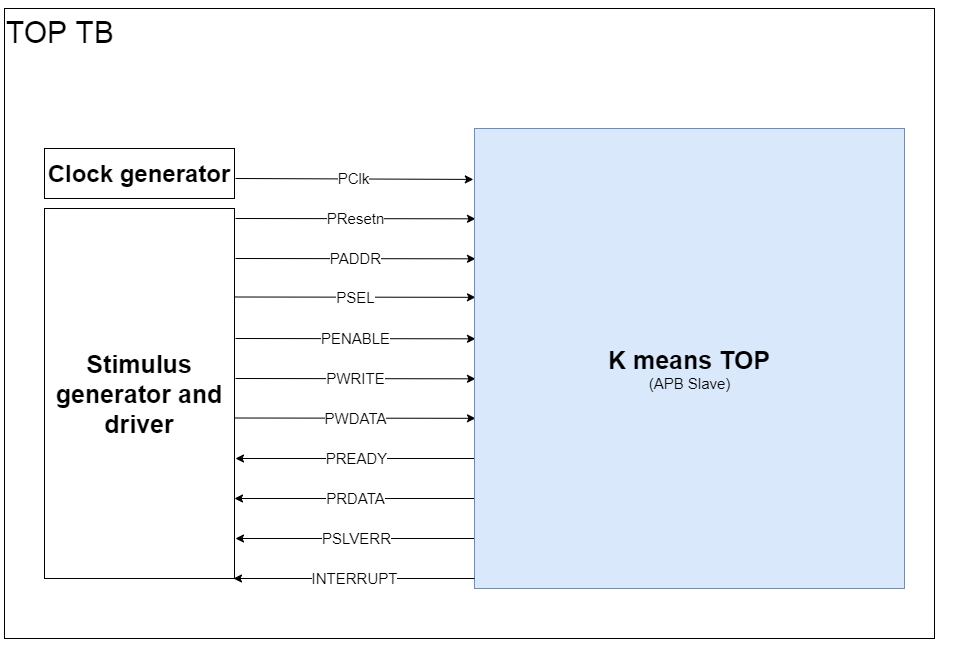 TOP TB
Clock generator
PClk
PResetn
PADDR
PSEL
PENABLE
PWRITE
PWDATA
PREADY
PRDATA
PSLVERR
INTERRUPT
Stimulus
generator and
driver
K means TOP
(APB Slave)